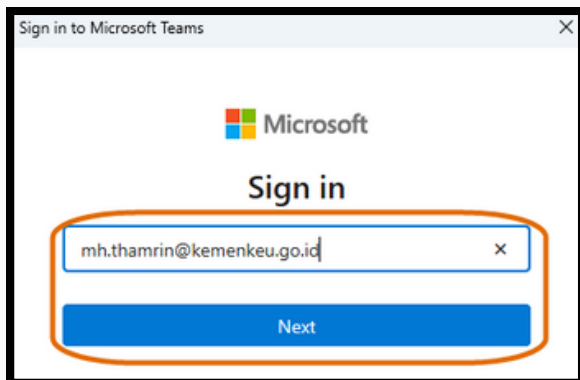 Sign in to Microsoft Teams
Microsoft
Sign in
mh.thamrin@kemenkeu.go.id
Next